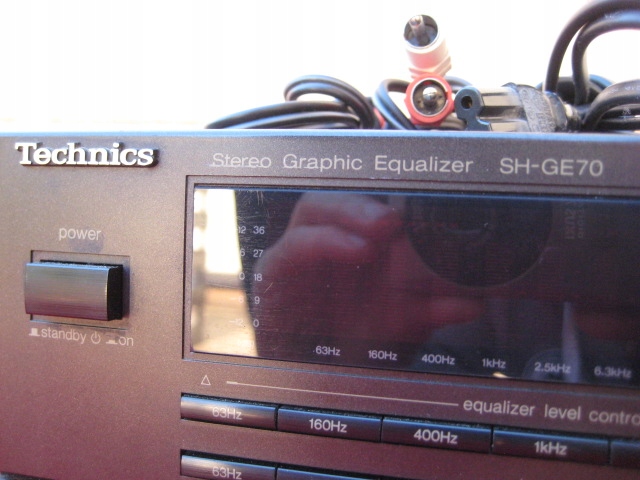 Technics
Stereo Graphic Equalizer SH-GE70
power
standby on
36
27
18
9
0
63Hz 160Hz 400Hz 1kHz 2.5kHz 6.3kHz
equalizer level contro
63Hz 160Hz 400Hz 1kHz
63Hz